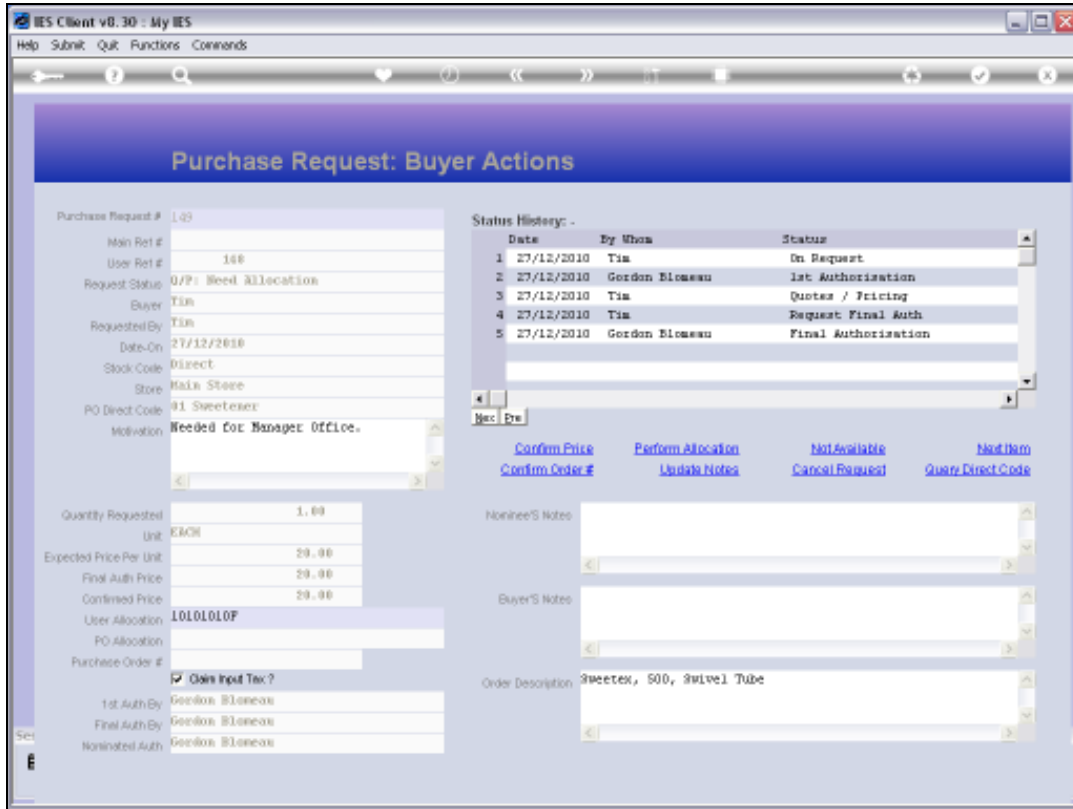 IES Client v8.30 : My IES
Help Submit Quit Functions Commands
Purchase Request: Buyer Actions
Purchase Request # 149
Main Ref #
User Ref # 160
Request Status O/P: Need Allocation
Buyer Tim
Requested By Tim
Date-On 27/12/2010
Stock Code Direct
Store Main Store
PO Direct Code 01 Sweetener
Motivation Needed for Manager Office.
Status History: -
Date By Whom Status
1 27/12/2010 Tim On Request
2 27/12/2010 Gordon Blomeau 1st Authorisation
3 27/12/2010 Tim Quotes / Pricing
4 27/12/2010 Tim Request Final Auth
5 27/12/2010 Gordon Blomeau Final Authorisation
Nex Pre
Confirm Price Perform Allocation Not Available Next Item
Confirm Order # Update Notes Cancel Request Query Direct Code
Quantity Requested 1.00
Unit EACH
Expected Price Per Unit 20.00
Final Auth Price 20.00
Confirmed Price 20.00
User Allocation 10101010F
PO Allocation
Purchase Order #
Claim Input Tax ?
1st Auth By Gordon Blomeau
Final Auth By Gordon Blomeau
Nominated Auth Gordon Blomeau
Nominee'S Notes
Buyer'S Notes
Order Description Sweetex, 500, Swivel Tube